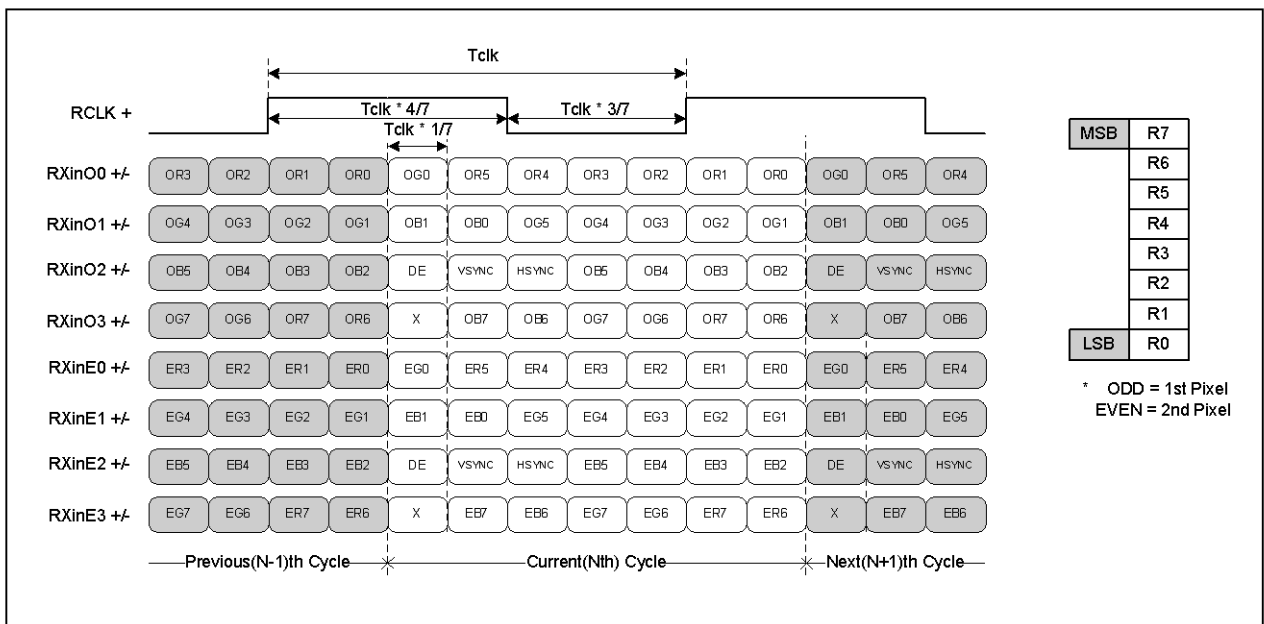 Tclk
RCLK +
Tclk * 4/7
Tclk * 3/7
Tclk * 1/7
RXinO0 +/- OR3 OR2 OR1 OR0 OG0 OR5 OR4 OR3 OR2 OR1 OR0 OG0 OR5 OR4
RXinO1 +/- OG4 OG3 OG2 OG1 OB1 OB0 OG5 OG4 OG3 OG2 OG1 OB1 OB0 OG5
RXinO2 +/- OB5 OB4 OB3 OB2 DE VSYNC HSYNC OB5 OB4 OB3 OB2 DE VSYNC HSYNC
RXinO3 +/- OG7 OG6 OR7 OR6 X OB7 OB6 OG7 OG6 OR7 OR6 X OB7 OB6
RXinE0 +/- ER3 ER2 ER1 ER0 EG0 ER5 ER4 ER3 ER2 ER1 ER0 EG0 ER5 ER4
RXinE1 +/- EG4 EG3 EG2 EG1 EB1 EB0 EG5 EG4 EG3 EG2 EG1 EB1 EB0 EG5
RXinE2 +/- EB5 EB4 EB3 EB2 DE VSYNC HSYNC EB5 EB4 EB3 EB2 DE VSYNC HSYNC
RXinE3 +/- EG7 EG6 ER7 ER6 X EB7 EB6 EG7 EG6 ER7 ER6 X EB7 EB6
Previous(N-1)th Cycle Current(Nth) Cycle Next(N+1)th Cycle
MSB R7
R6
R5
R4
R3
R2
R1
LSB R0
* ODD = 1st Pixel
EVEN = 2nd Pixel